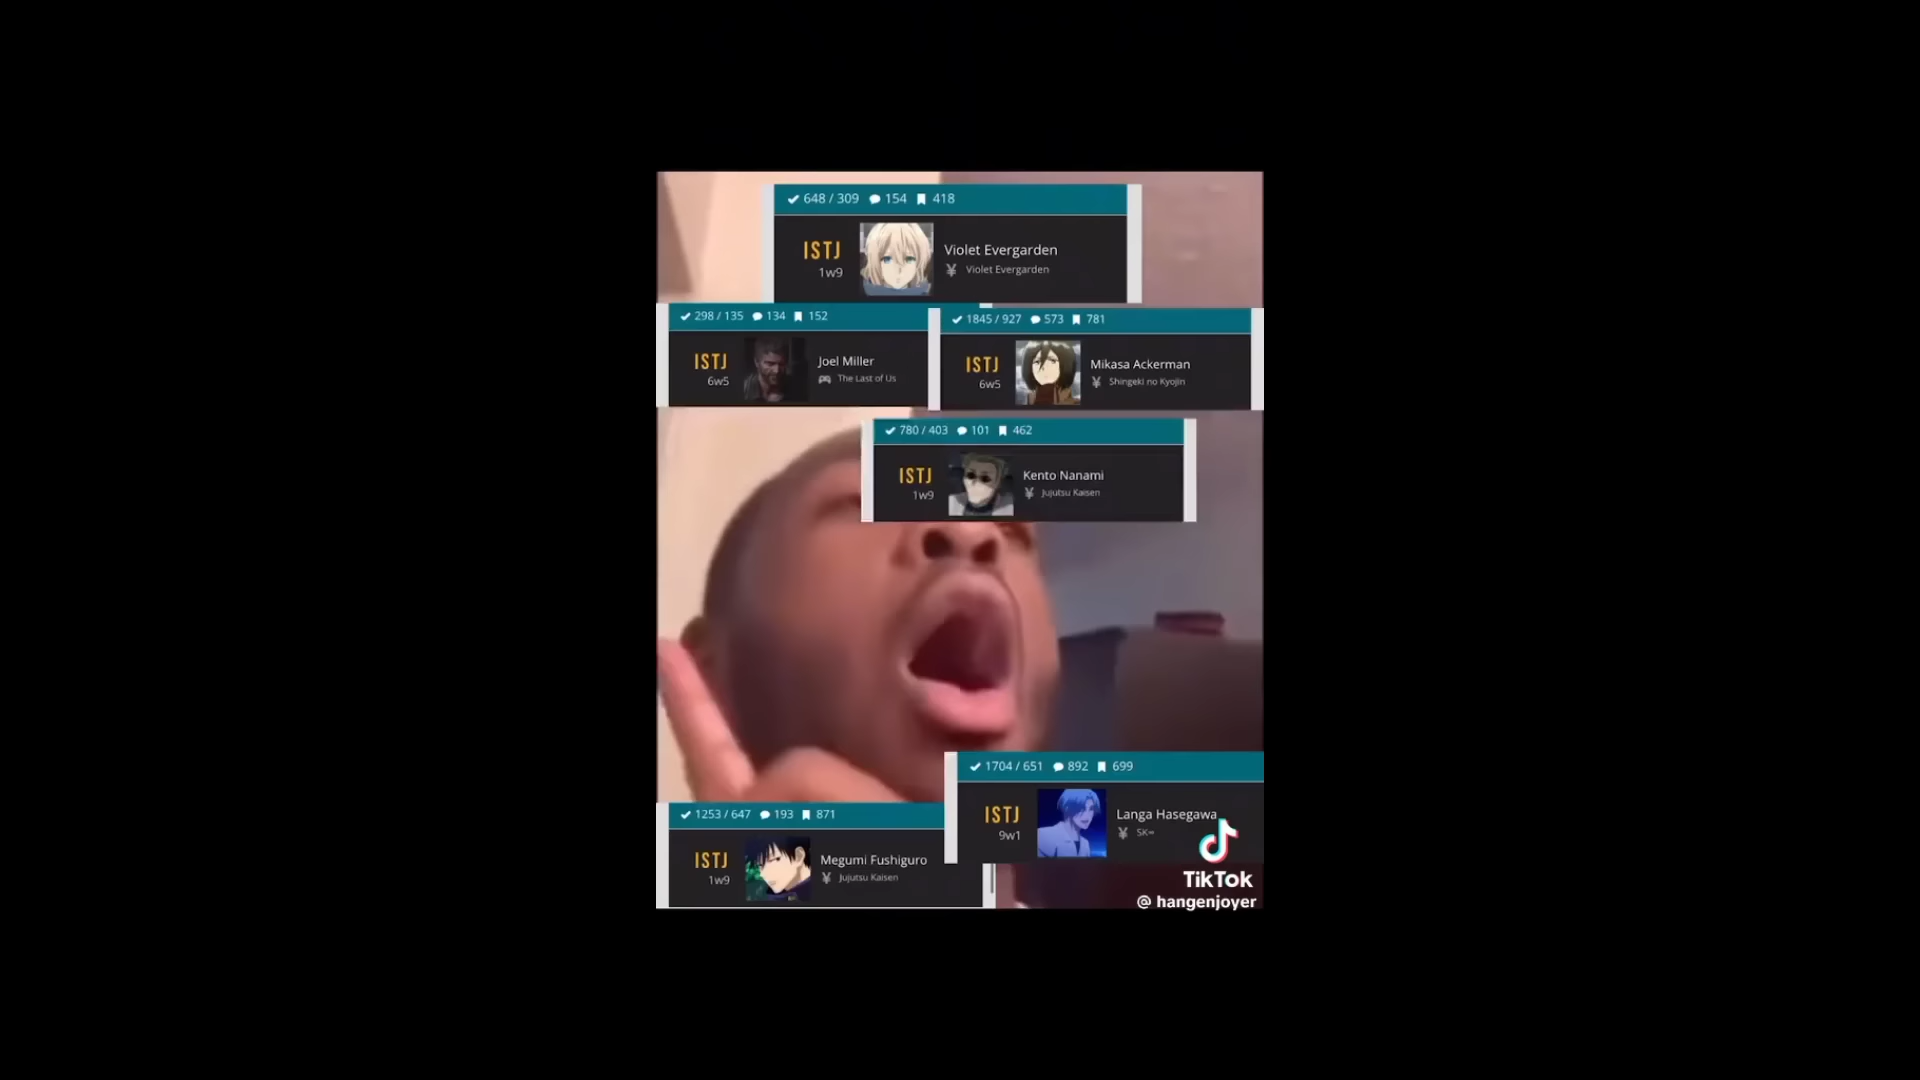 648 / 309 154 418
ISTJ
1w9
Violet Evergarden
Violet Evergarden
298 / 135 134 152
ISTJ
6w5
Joel Miller
The Last of Us
1845 / 927 573 781
ISTJ
6w5
Mikasa Ackerman
Shingeki no Kyojin
780 / 403 101 462
ISTJ
1w9
Kento Nanami
Jujutsu Kaisen
1704 / 651 892 699
ISTJ
9w1
Langa Hasegawa
SK∞
1253 / 647 193 871
ISTJ
1w9
Megumi Fushiguro
Jujutsu Kaisen
TikTok
@ hangenjoyer